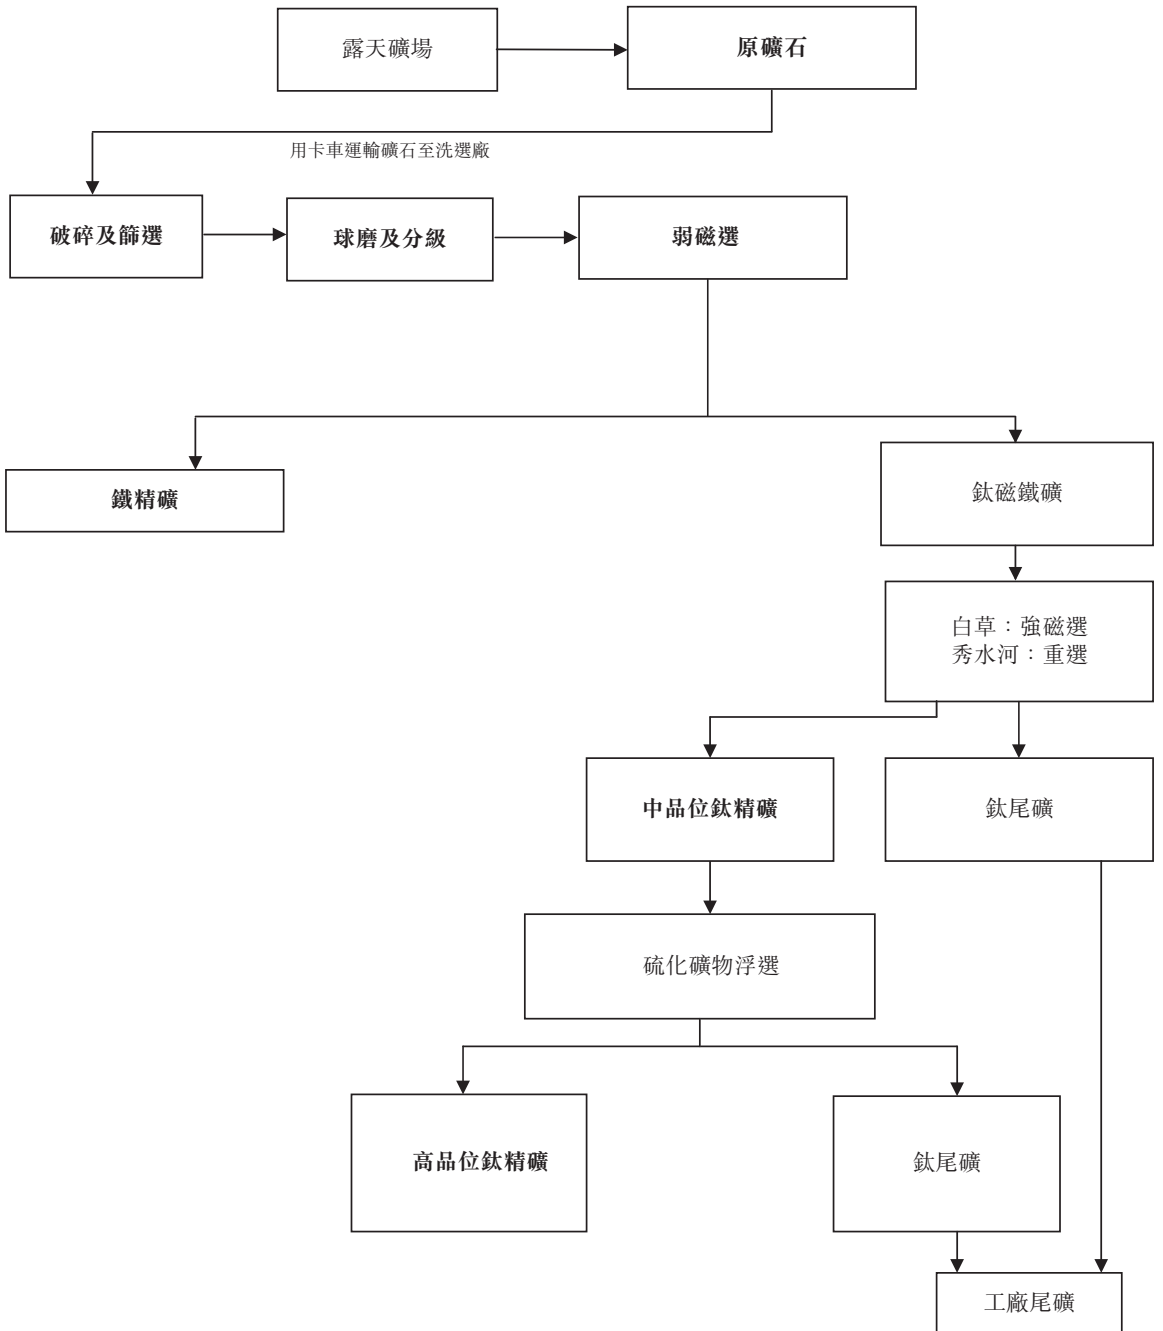 露天礦場
原礦石
用卡車運輸礦石至洗選廠
破碎及篩選
球磨及分級
弱磁選
鐵精礦
鈦磁鐵礦
白草：強磁選
秀水河：重選
中品位鈦精礦
鈦尾礦
硫化礦物浮選
高品位鈦精礦
鈦尾礦
工廠尾礦